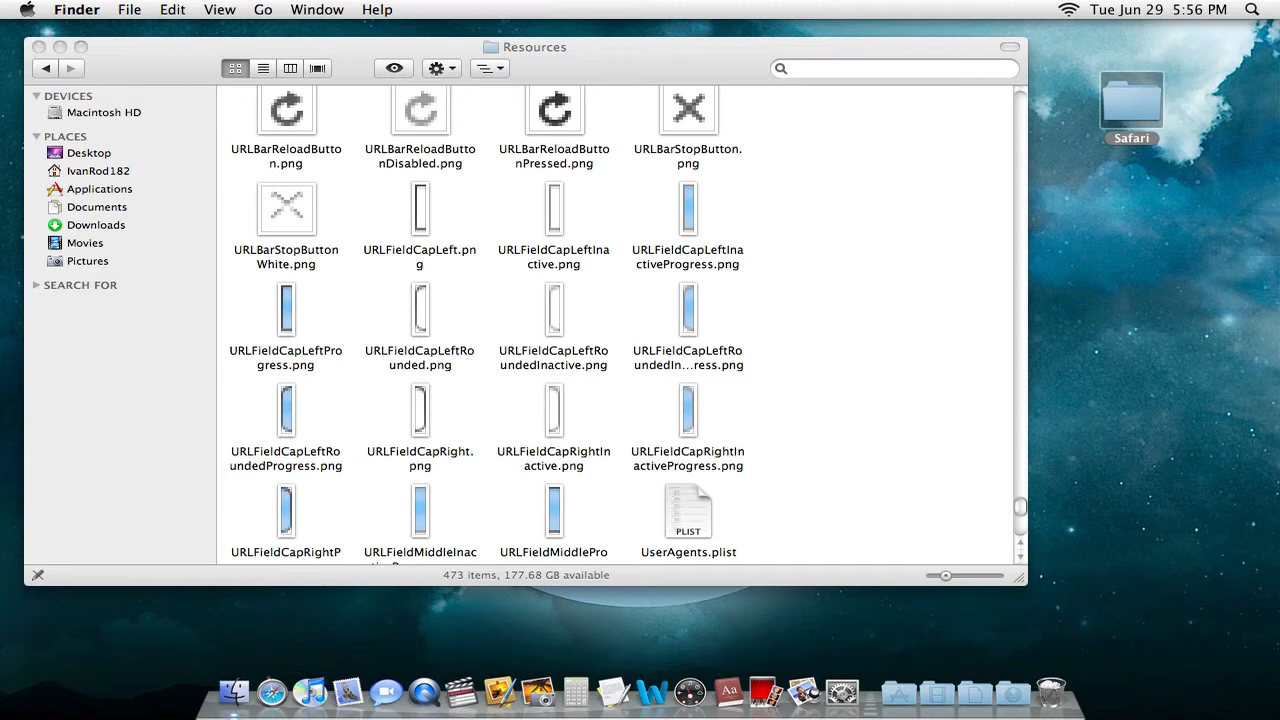 Finder File Edit View Go Window Help Tue Jun 29 5:56 PM
Resources
DEVICES
Macintosh HD
PLACES
Desktop
IvanRod182
Applications
Documents
Downloads
Movies
Pictures
SEARCH FOR
URLBarReloadButto
n.png
URLBarReloadButto
nDisabled.png
URLBarReloadButto
nPressed.png
URLBarStopButton.
png
URLBarStopButton
White.png
URLFieldCapLeft.pn
g
URLFieldCapLeftIna
ctive.png
URLFieldCapLeftIna
ctiveProgress.png
URLFieldCapLeftPro
gress.png
URLFieldCapLeftRo
unded.png
URLFieldCapLeftRo
undedInactive.png
URLFieldCapLeftRo
undedIn...ress.png
URLFieldCapLeftRo
undedProgress.png
URLFieldCapRight.
png
URLFieldCapRightIn
active.png
URLFieldCapRightIn
activeProgress.png
URLFieldCapRightP
URLFieldMiddleInac
URLFieldMiddlePro
PLIST
UserAgents.plist
473 items, 177.68 GB available
Safari
Aa